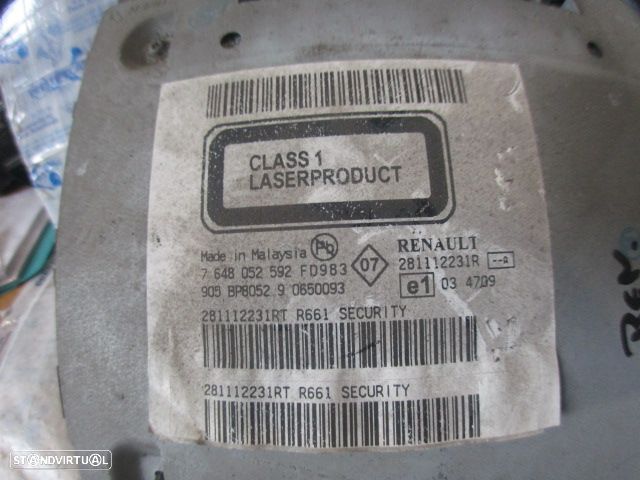 CLASS 1
LASERPRODUCT
Made in Malaysia Pb
7 648 052 592 FD983
905 BP8052 9 0650093
07
RENAULT
281112231R --A
e1 03 4709
281112231RT R661 SECURITY
281112231RT R661 SECURITY
STANDVIRTUAL